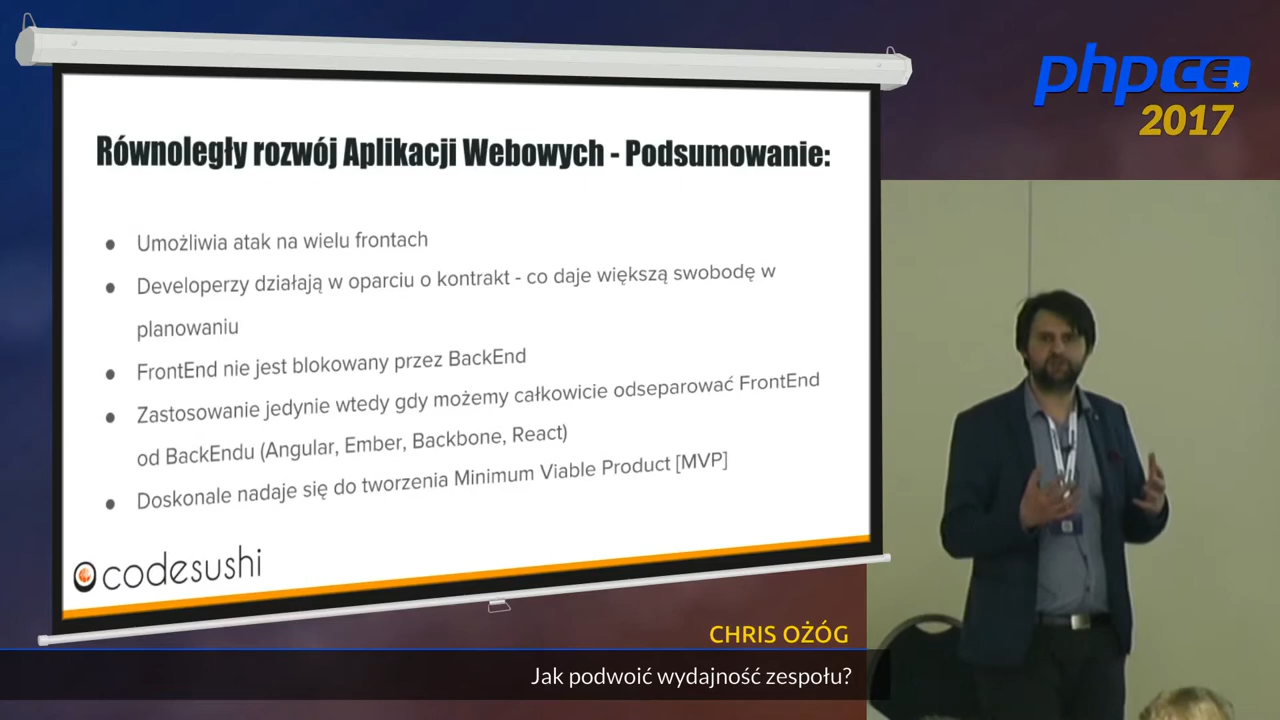 phpCE
2017
Równoległy rozwój Aplikacji Webowych - Podsumowanie:
● Umożliwia atak na wielu frontach
● Developerzy działają w oparciu o kontrakt - co daje większą swobodę w
planowaniu
● FrontEnd nie jest blokowany przez BackEnd
● Zastosowanie jedynie wtedy gdy możemy całkowicie odseparować FrontEnd
od BackEndu (Angular, Ember, Backbone, React)
● Doskonale nadaje się do tworzenia Minimum Viable Product [MVP]
codesushi
CHRIS OŻÓG
Jak podwoić wydajność zespołu?